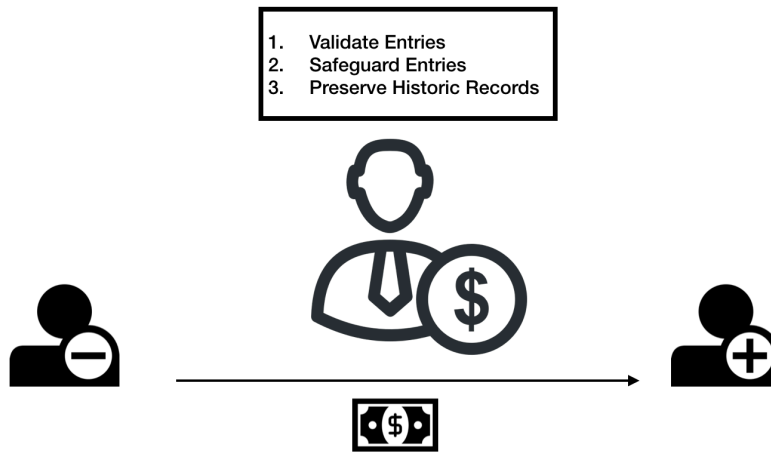 1. Validate Entries
2. Safeguard Entries
3. Preserve Historic Records
$
$